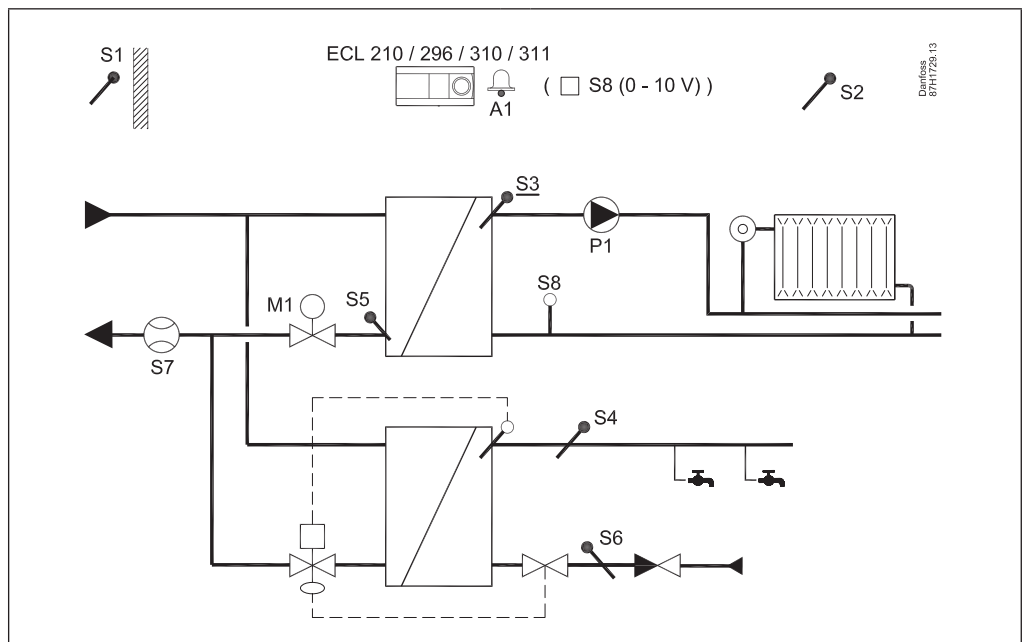 S1
ECL 210 / 296 / 310 / 311
A1
( S8 (0 - 10 V) )
S2
Danfoss
87H1729.13
S3
P1
M1
S5
S8
S7
S4
S6